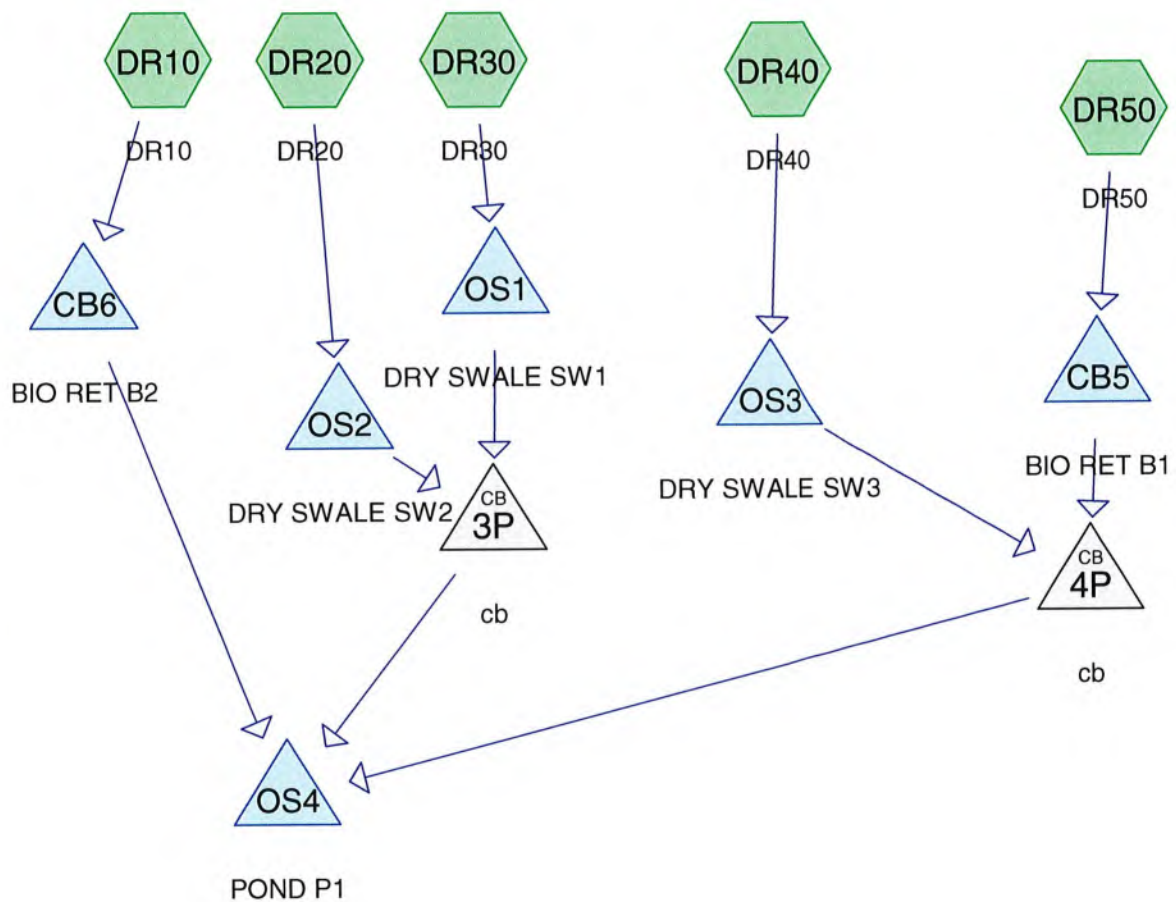 DR10
DR20
DR30
DR40
DR50
DR10
DR20
DR30
DR40
DR50
CB6
OS1
OS2
OS3
CB5
BIO RET B2
DRY SWALE SW1
DRY SWALE SW2
DRY SWALE SW3
BIO RET B1
CB
3P
cb
CB
4P
cb
OS4
POND P1